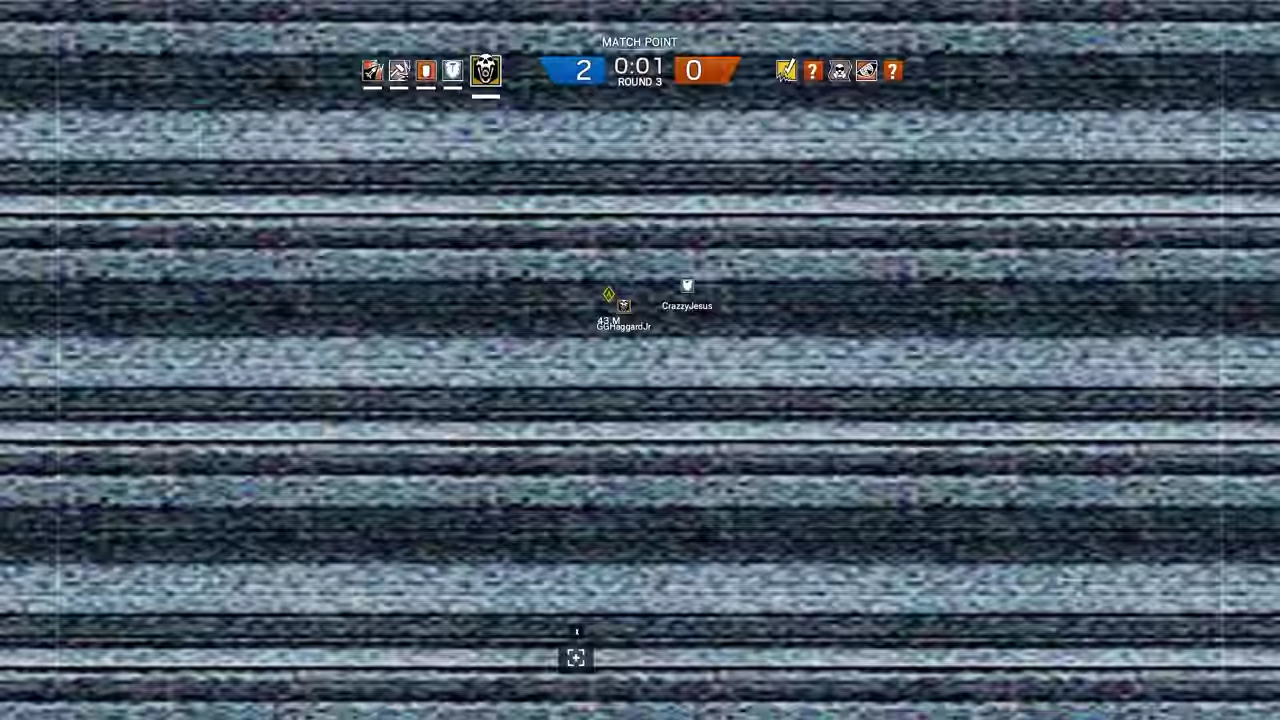 MATCH POINT
2 0:01 0
ROUND 3
? ?
CrazzyJesus
43 M
GGHaggardJr